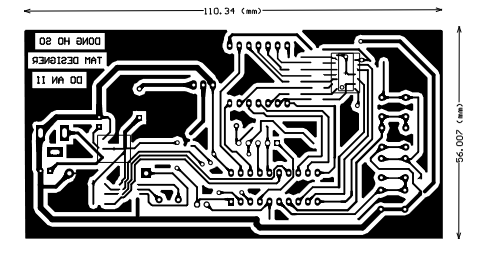 110.34 (mm)
DONG HO SO
TAM DESIGNER
DO AN II
56.007 (mm)